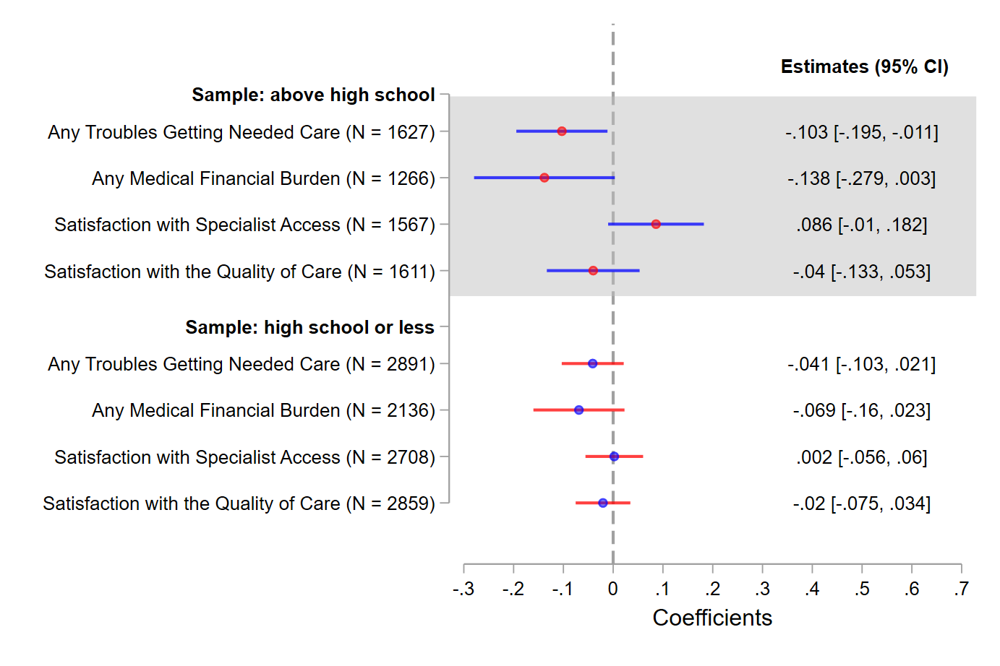 Estimates (95% CI)
Sample: above high school
Any Troubles Getting Needed Care (N = 1627) -.103 [-.195, -.011]
Any Medical Financial Burden (N = 1266) -.138 [-.279, .003]
Satisfaction with Specialist Access (N = 1567) .086 [-.01, .182]
Satisfaction with the Quality of Care (N = 1611) -.04 [-.133, .053]
Sample: high school or less
Any Troubles Getting Needed Care (N = 2891) -.041 [-.103, .021]
Any Medical Financial Burden (N = 2136) -.069 [-.16, .023]
Satisfaction with Specialist Access (N = 2708) .002 [-.056, .06]
Satisfaction with the Quality of Care (N = 2859) -.02 [-.075, .034]
-.3 -.2 -.1 0 .1 .2 .3 .4 .5 .6 .7
Coefficients